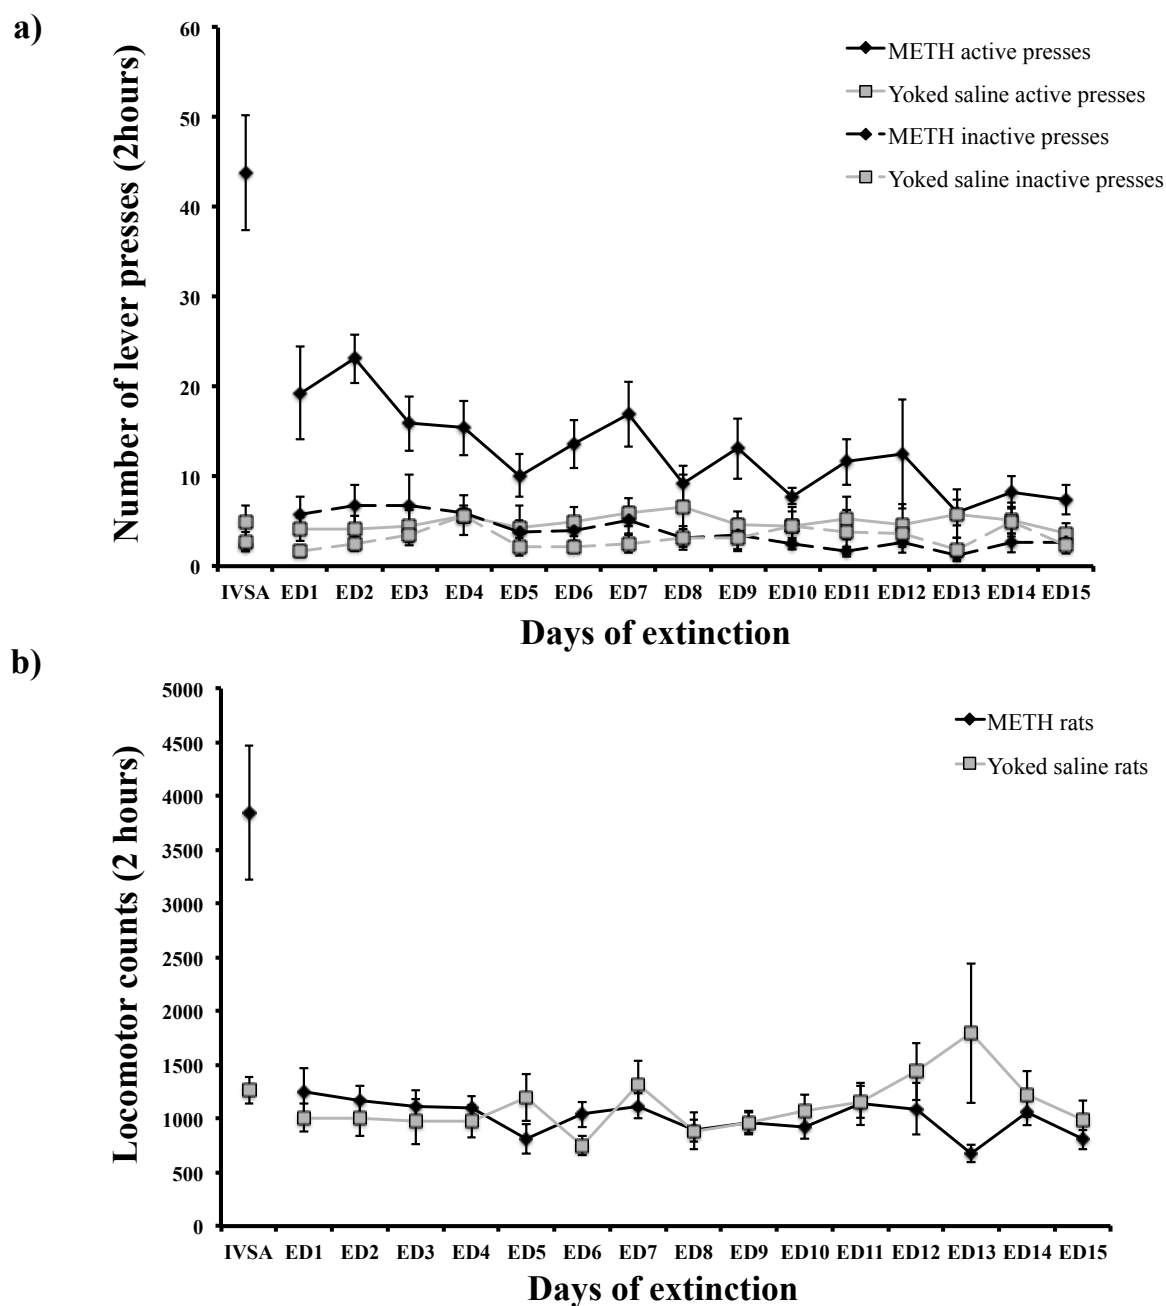 a)
Number of lever presses (2hours)
60
50
40
30
20
10
0
METH active presses
Yoked saline active presses
METH inactive presses
Yoked saline inactive presses
IVSA ED1 ED2 ED3 ED4 ED5 ED6 ED7 ED8 ED9 ED10 ED11 ED12 ED13 ED14 ED15
Days of extinction
b)
Locomotor counts (2 hours)
5000
4500
4000
3500
3000
2500
2000
1500
1000
500
0
METH rats
Yoked saline rats
IVSA ED1 ED2 ED3 ED4 ED5 ED6 ED7 ED8 ED9 ED10 ED11 ED12 ED13 ED14 ED15
Days of extinction